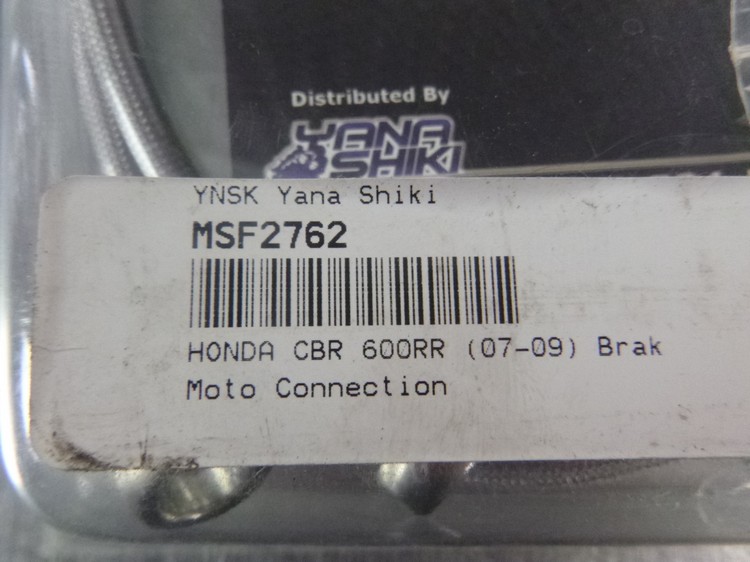 Distributed By
YANA
SHIKI
YNSK Yana Shiki
MSF2762
HONDA CBR 600RR (07-09) Brak
Moto Connection